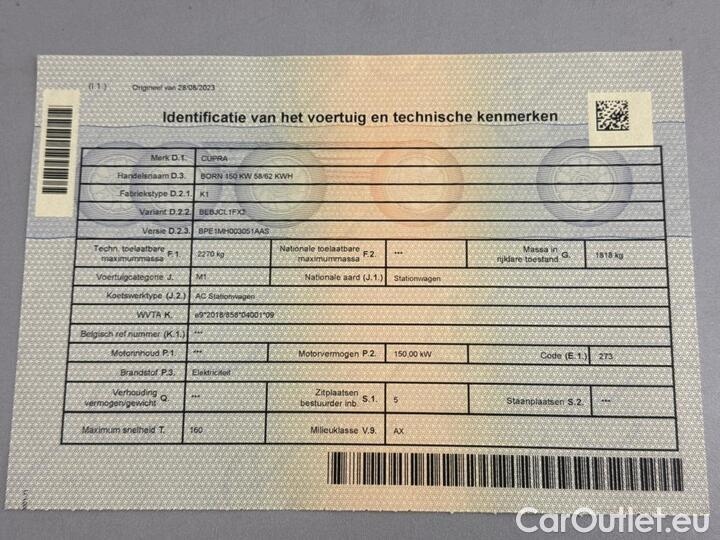 (I 1.) Origineel van 28/08/2023
Identificatie van het voertuig en technische kenmerken
Merk D.1. CUPRA
Handelsnaam D.3. BORN 150 KW 58/62 KWH
Fabriekstype D.2.1. K1
Variant D.2.2. BEBJCL1FX2
Versie D.2.3. BPE1MH003051AAS
Techn. toelaatbare maximummassa F.1. 2270 kg Nationale toelaatbare maximummassa F.2. *** Massa in rijklare toestand G. 1818 kg
Voertuigcategorie J. M1 Nationale aard (J.1.) Stationwagen
Koetswerktype (J.2.) AC Stationwagen
WVTA K. e9*2018/858*04001*09
Belgisch ref nummer (K.1.) ***
Motorinhoud P.1. *** Motorvermogen P.2. 150,00 kW Code (E.1.) 273
Brandstof P.3. Elektriciteit
Verhouding vermogen/gewicht Q. *** Zitplaatsen bestuurder inb. S.1. 5 Staanplaatsen S.2. ***
Maximum snelheid T. 160 Milieuklasse V.9. AX
CarOutlet.eu